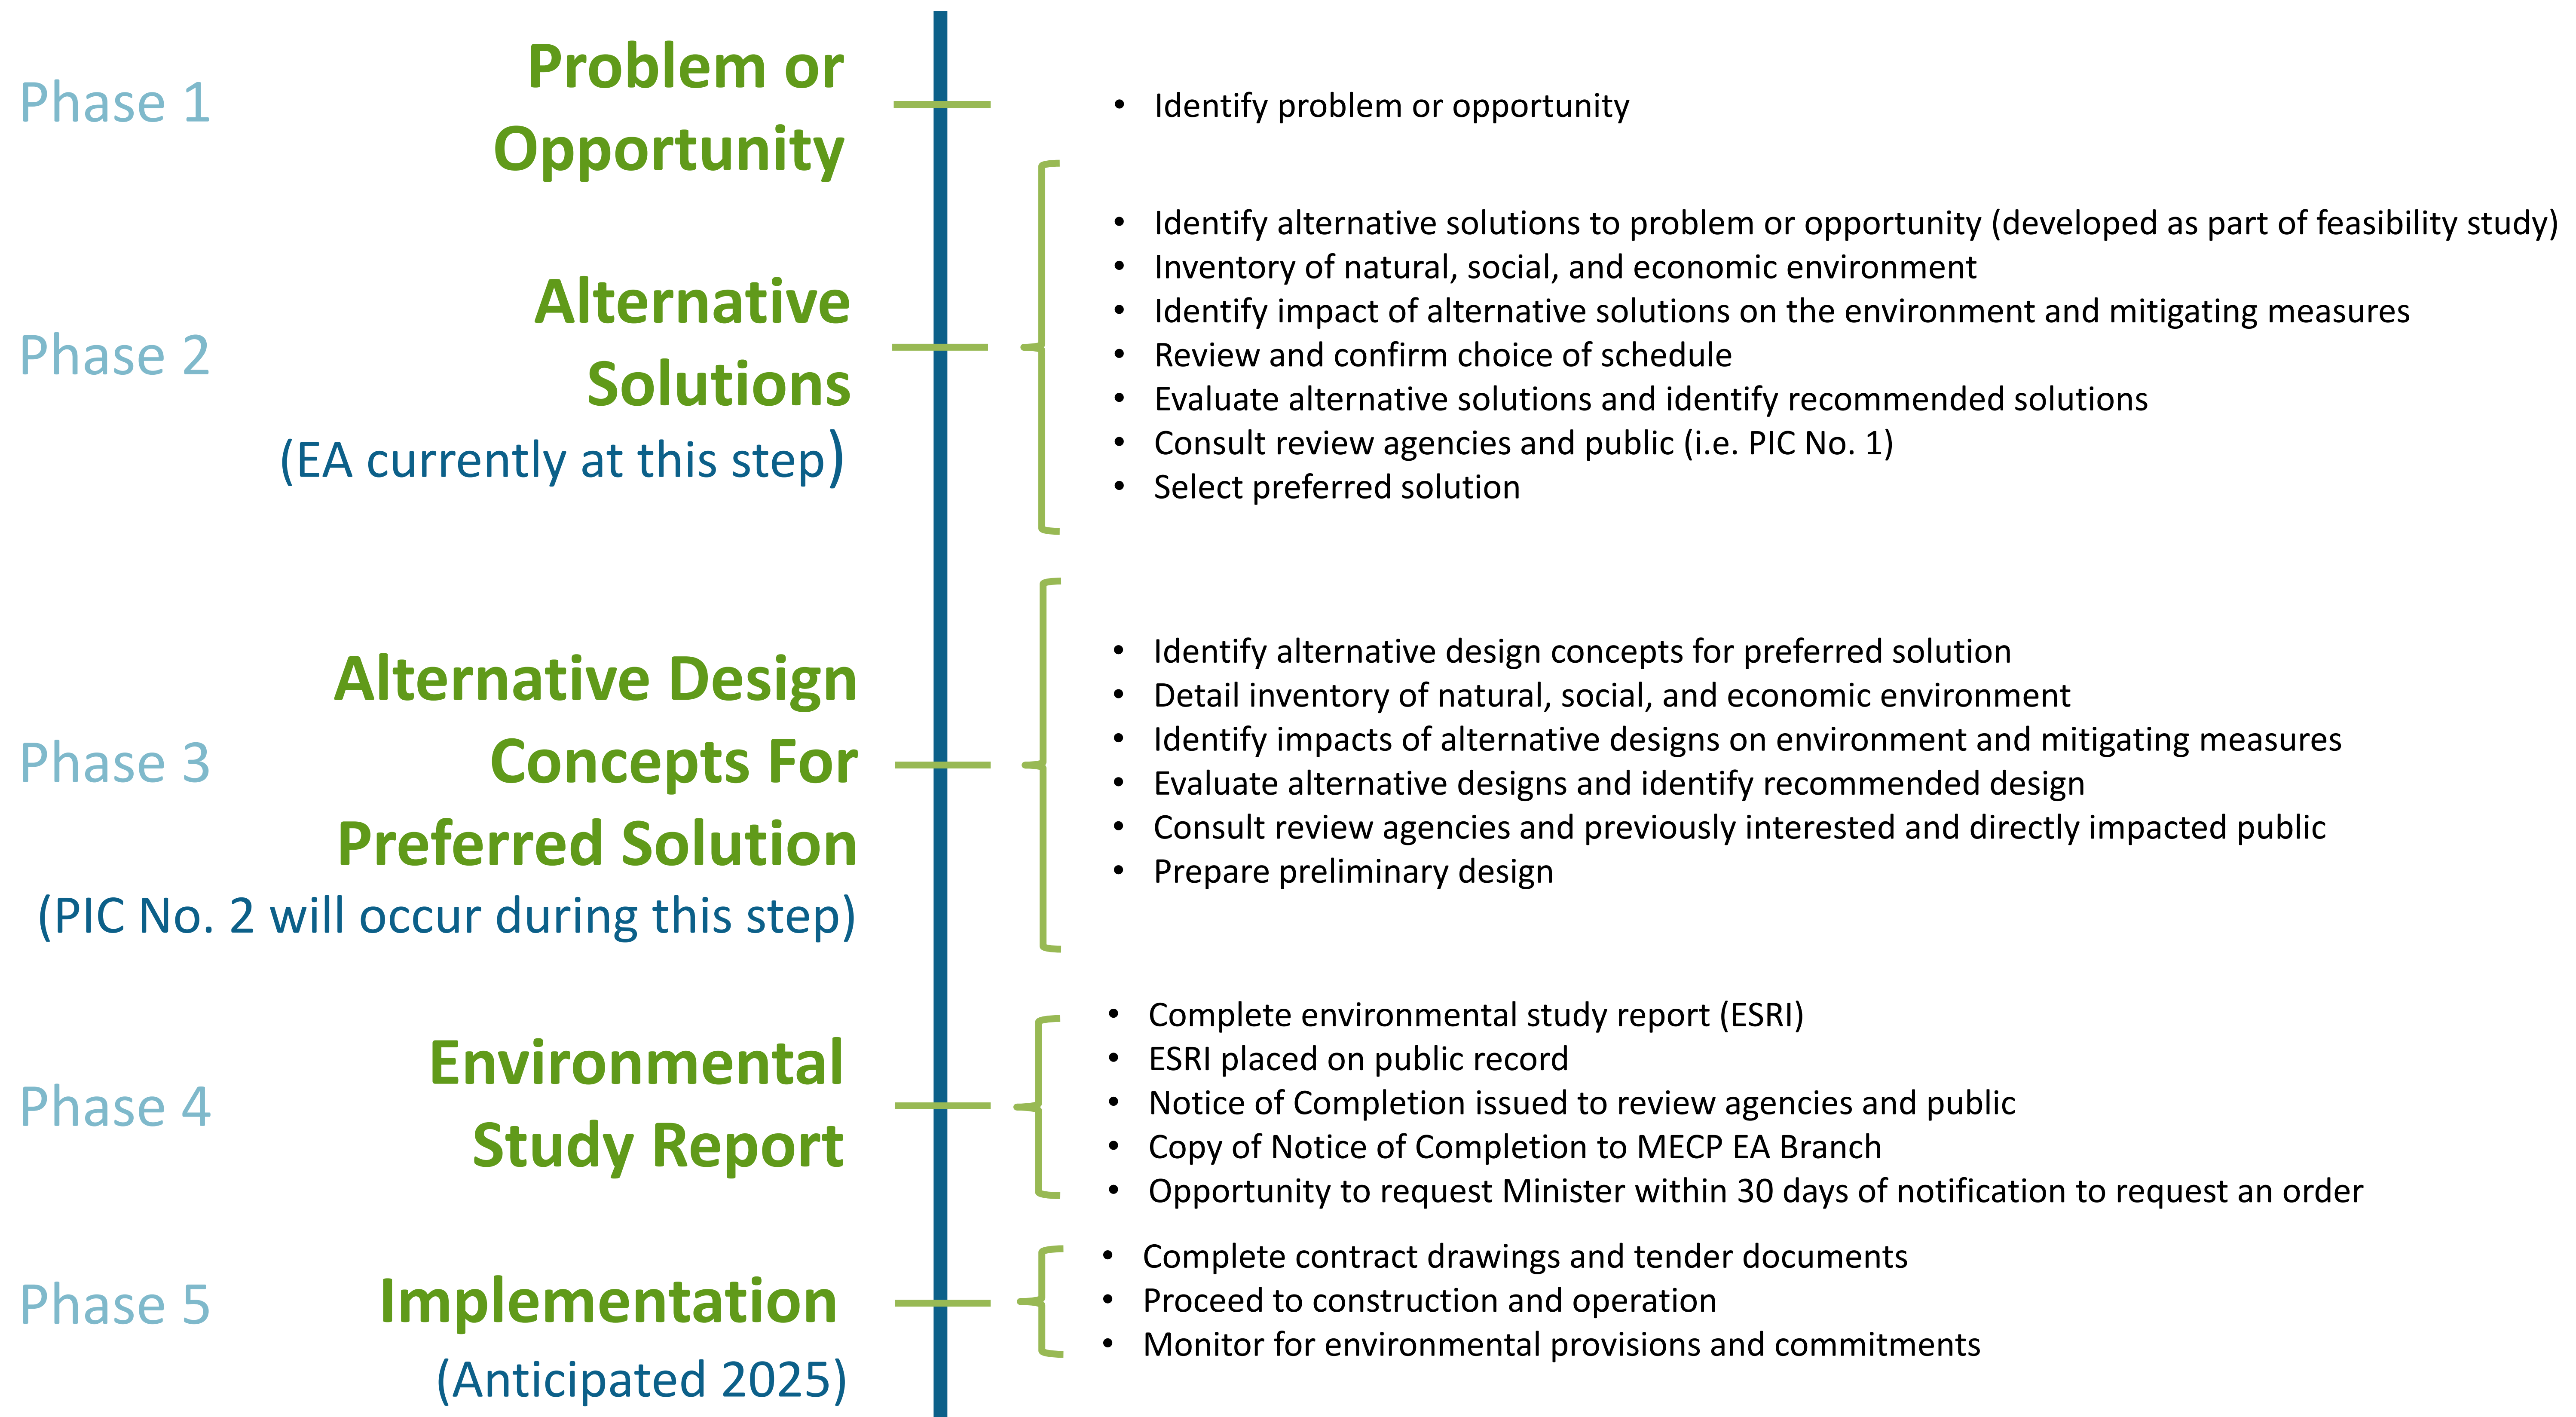 Phase 1
Problem or
Opportunity
• Identify problem or opportunity
Phase 2
Alternative
Solutions
(EA currently at this step)
• Identify alternative solutions to problem or opportunity (developed as part of feasibility study)
• Inventory of natural, social, and economic environment
• Identify impact of alternative solutions on the environment and mitigating measures
• Review and confirm choice of schedule
• Evaluate alternative solutions and identify recommended solutions
• Consult review agencies and public (i.e. PIC No. 1)
• Select preferred solution
Phase 3
Alternative Design
Concepts For
Preferred Solution
(PIC No. 2 will occur during this step)
• Identify alternative design concepts for preferred solution
• Detail inventory of natural, social, and economic environment
• Identify impacts of alternative designs on environment and mitigating measures
• Evaluate alternative designs and identify recommended design
• Consult review agencies and previously interested and directly impacted public
• Prepare preliminary design
Phase 4
Environmental
Study Report
• Complete environmental study report (ESRI)
• ESRI placed on public record
• Notice of Completion issued to review agencies and public
• Copy of Notice of Completion to MECP EA Branch
• Opportunity to request Minister within 30 days of notification to request an order
Phase 5
Implementation
(Anticipated 2025)
• Complete contract drawings and tender documents
• Proceed to construction and operation
• Monitor for environmental provisions and commitments